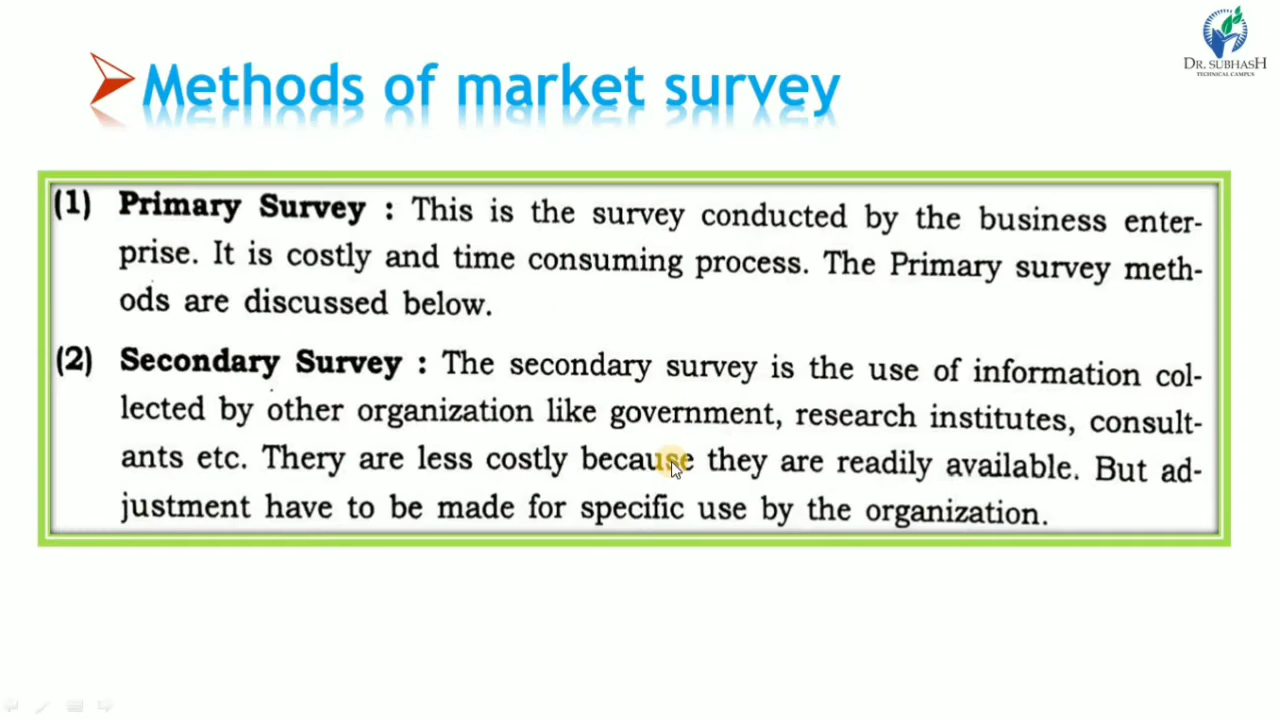 Methods of market survey
DR. SUBHASH
TECHNICAL CAMPUS
(1) Primary Survey : This is the survey conducted by the business enter-
prise. It is costly and time consuming process. The Primary survey meth-
ods are discussed below.
(2) Secondary Survey : The secondary survey is the use of information col-
lected by other organization like government, research institutes, consult-
ants etc. Thery are less costly because they are readily available. But ad-
justment have to be made for specific use by the organization.